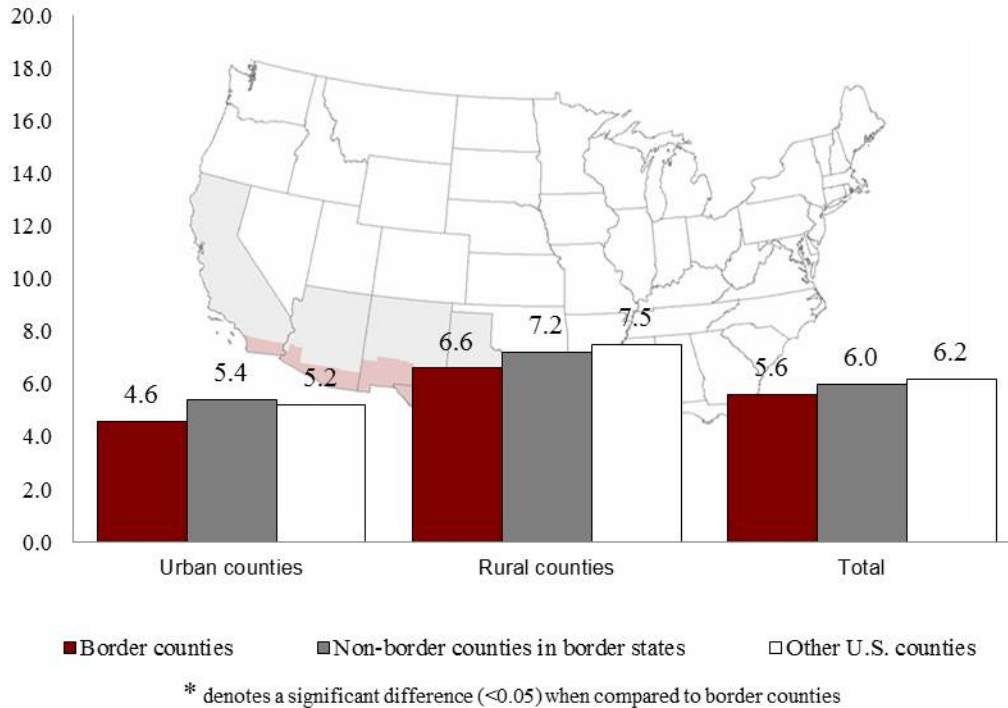 20.0
18.0
16.0
14.0
12.0
10.0
8.0
6.0
4.0
2.0
0.0
4.6
5.4
5.2
6.6
7.2
7.5
5.6
6.0
6.2
Urban counties
Rural counties
Total
Border counties
Non-border counties in border states
Other U.S. counties
* denotes a significant difference (<0.05) when compared to border counties